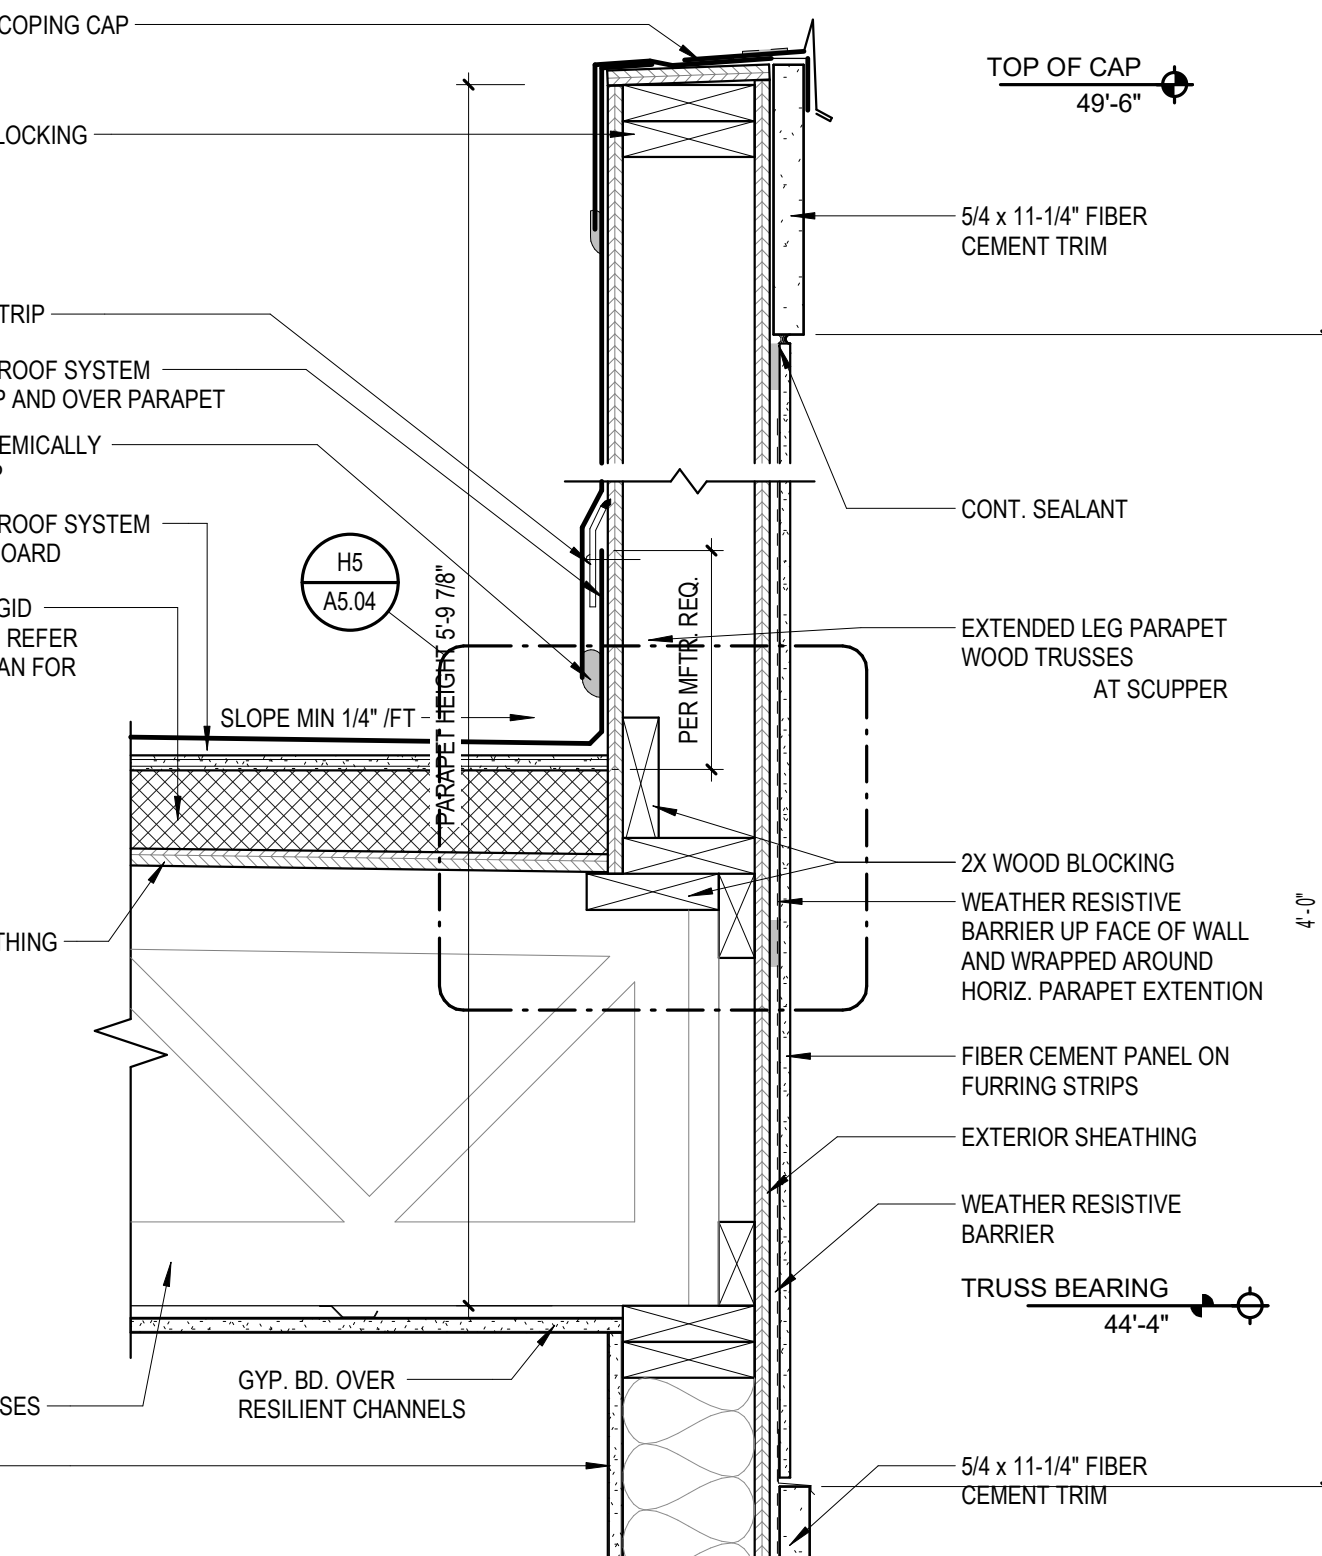 COPING CAP
LOCKING
TRIP
ROOF SYSTEM
P AND OVER PARAPET
EMICALLY
P
ROOF SYSTEM
OARD
GID
REFER
AN FOR
H5
A5.04
SLOPE MIN 1/4" /FT
PARAPET HEIGHT 5'-9 7/8"
PER MFTR. REQ.
THING
GYP. BD. OVER
RESILIENT CHANNELS
SES
TOP OF CAP
49'-6"
5/4 x 11-1/4" FIBER
CEMENT TRIM
CONT. SEALANT
EXTENDED LEG PARAPET
WOOD TRUSSES
AT SCUPPER
2X WOOD BLOCKING
WEATHER RESISTIVE
BARRIER UP FACE OF WALL
AND WRAPPED AROUND
HORIZ. PARAPET EXTENTION
4'-0"
FIBER CEMENT PANEL ON
FURRING STRIPS
EXTERIOR SHEATHING
WEATHER RESISTIVE
BARRIER
TRUSS BEARING
44'-4"
5/4 x 11-1/4" FIBER
CEMENT TRIM